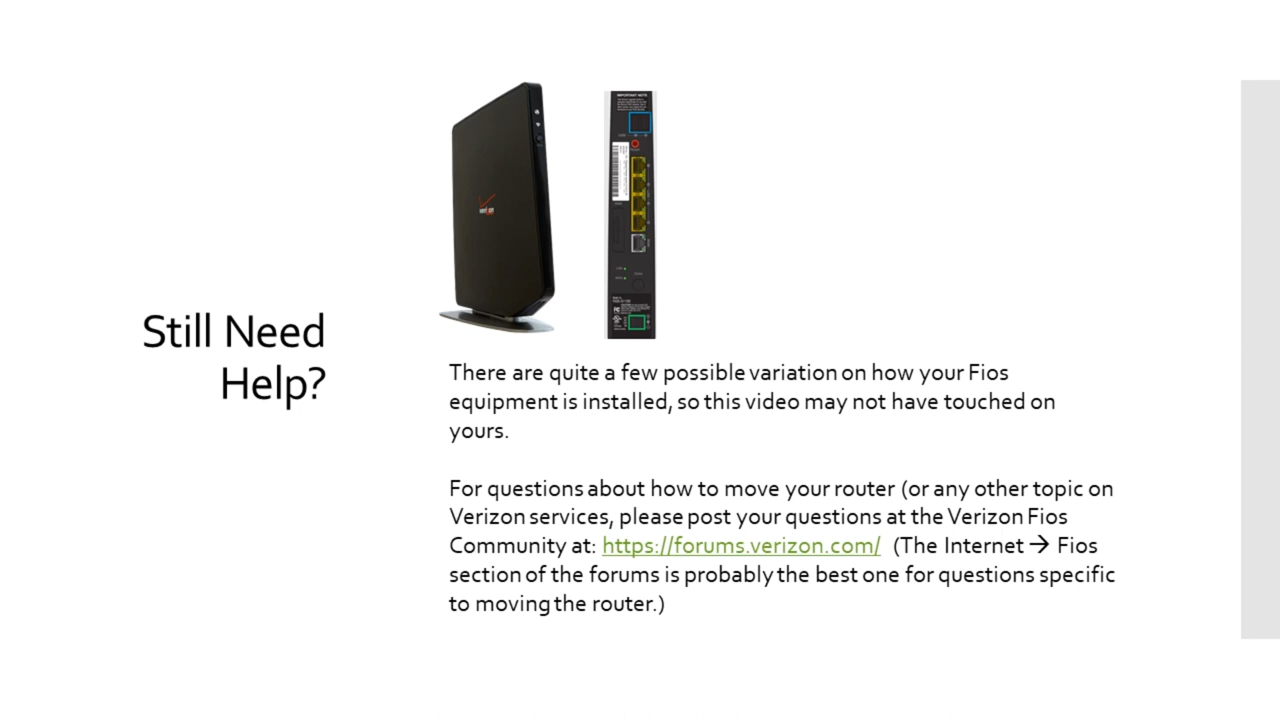 Still Need
Help?
verizon
IMPORTANT NOTE
There are quite a few possible variation on how your Fios
equipment is installed, so this video may not have touched on
yours.
For questions about how to move your router (or any other topic on
Verizon services, please post your questions at the Verizon Fios
Community at: https://forums.verizon.com/ (The Internet → Fios
section of the forums is probably the best one for questions specific
to moving the router.)